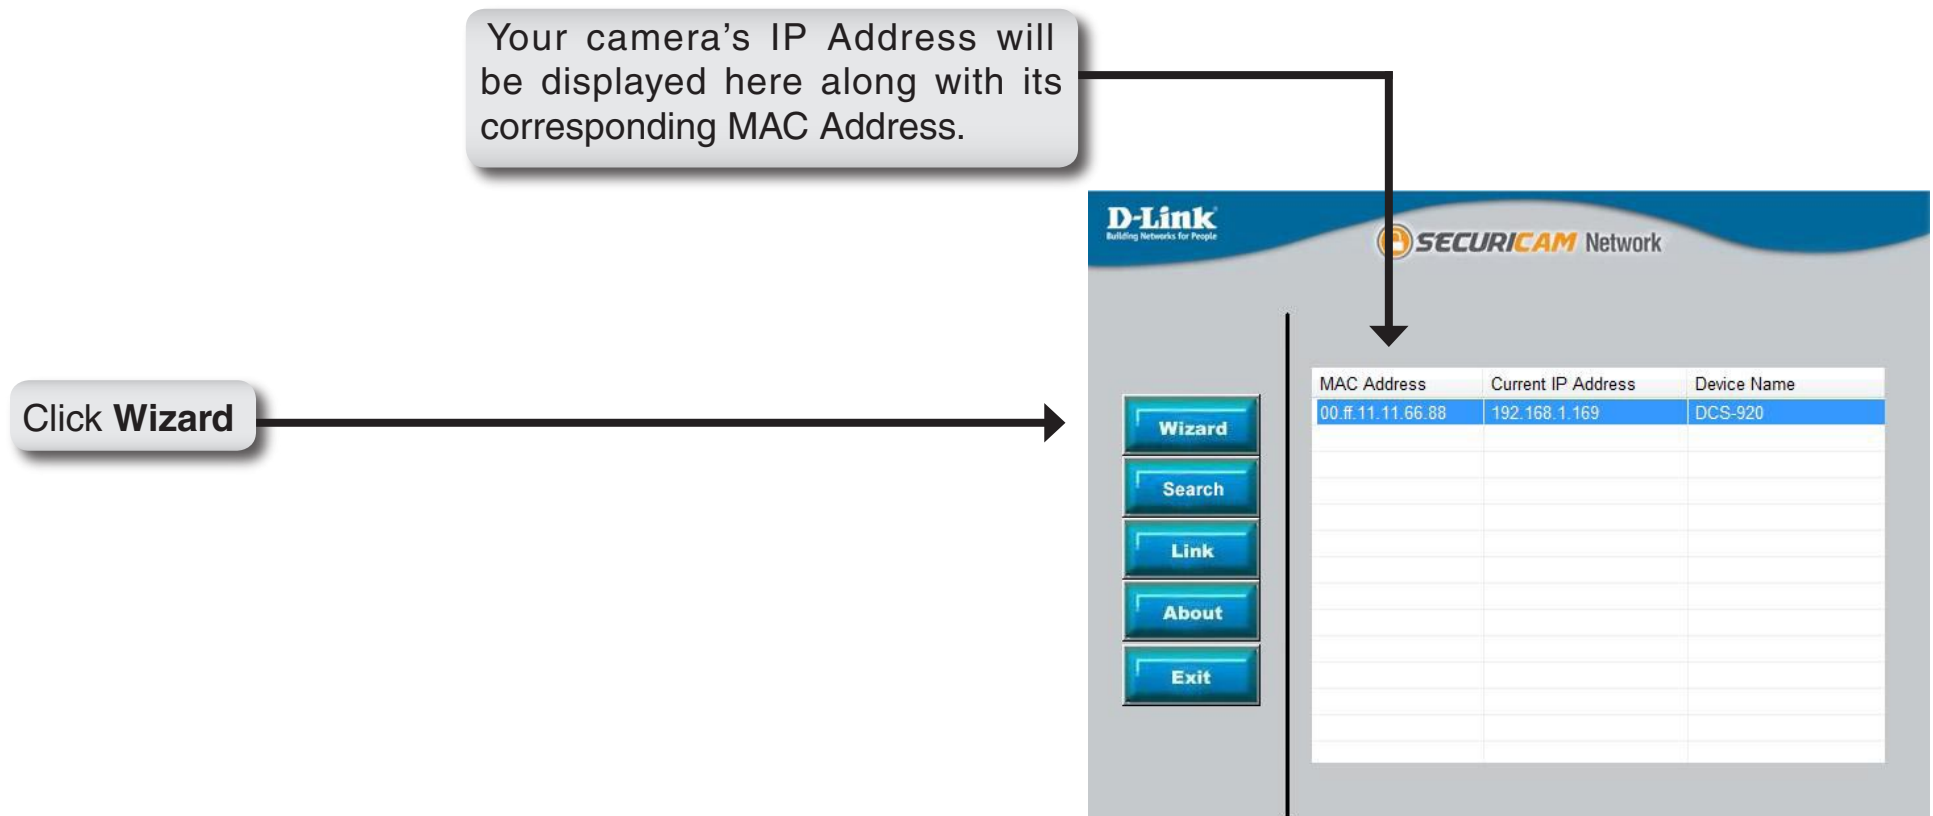 Your camera’s IP Address will
be displayed here along with its
corresponding MAC Address.
D-Link
Building Networks for People
SECURICAM Network
Click Wizard
MAC Address Current IP Address Device Name
00.ff.11.11.66.88 192.168.1.169 DCS-920
Wizard
Search
Link
About
Exit